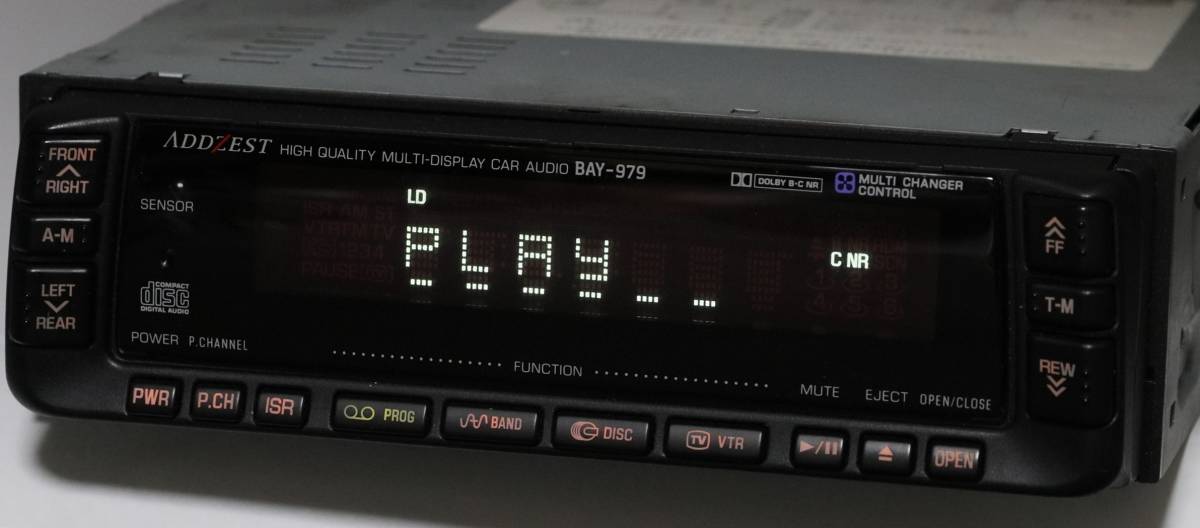 ADDZEST HIGH QUALITY MULTI-DISPLAY CAR AUDIO BAY-979
DOLBY B-C NR
MULTI CHANGER
CONTROL
FRONT
RIGHT
A-M
LEFT
REAR
SENSOR
LD
PLAY
C NR
COMPACT
disc
DIGITAL AUDIO
FF
T-M
REW
POWER P.CHANNEL
FUNCTION
MUTE EJECT OPEN/CLOSE
PWR P.CH ISR PROG BAND DISC TV VTR OPEN